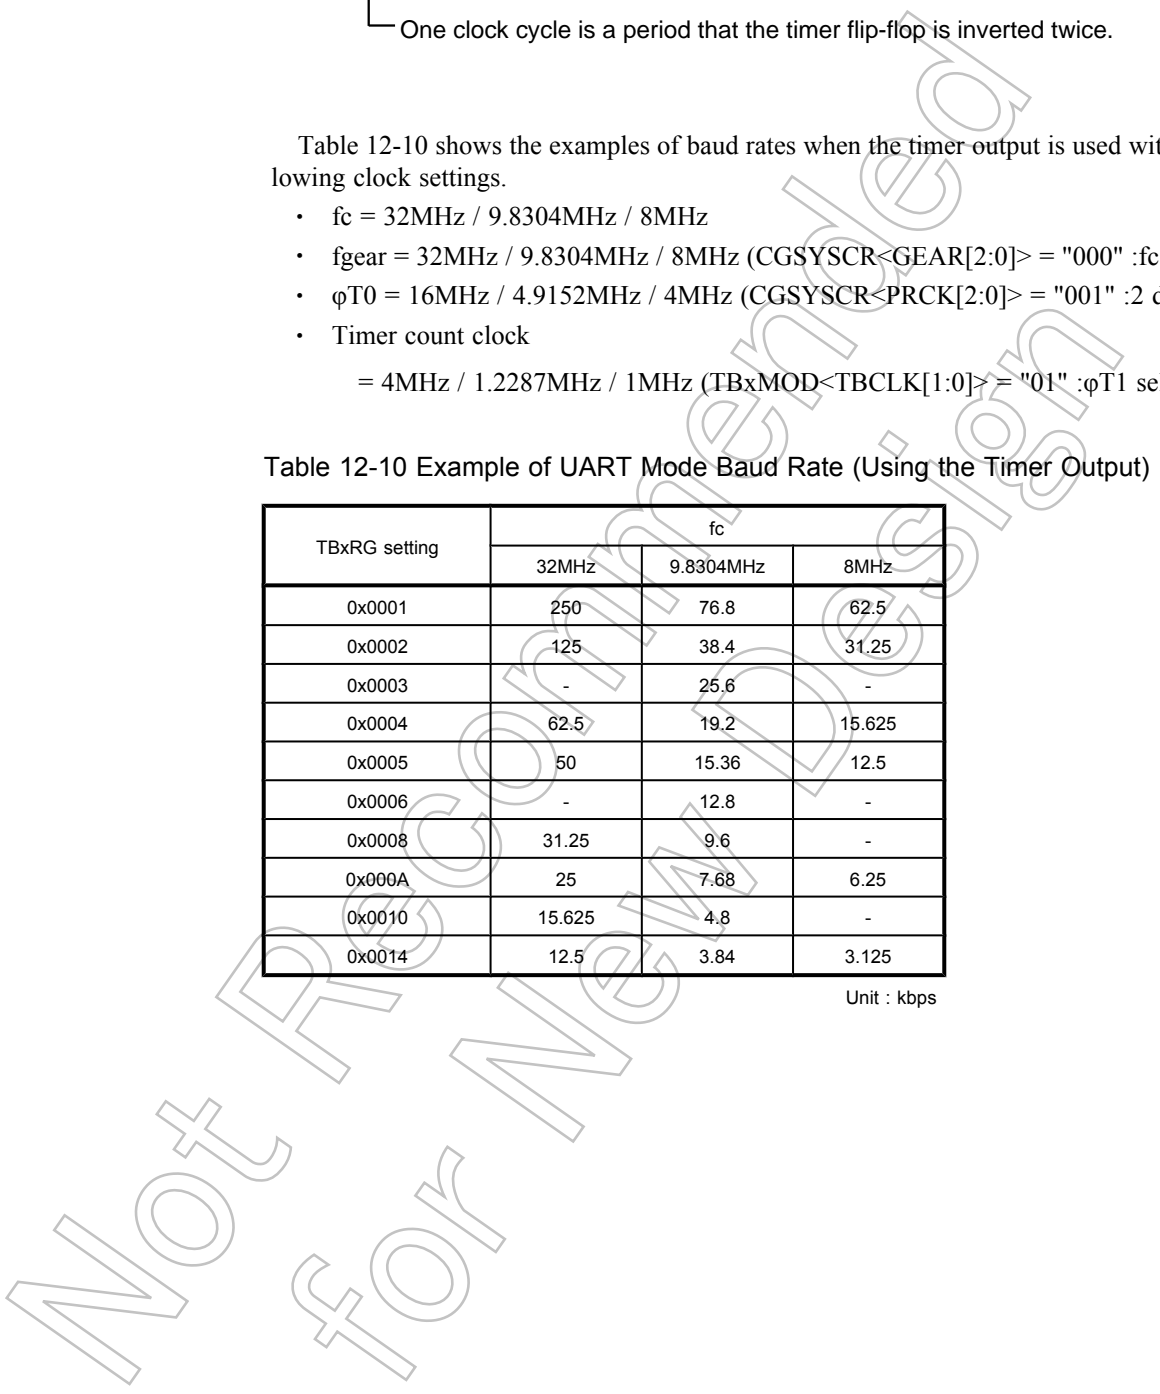 One clock cycle is a period that the timer flip-flop is inverted twice.
Table 12-10 shows the examples of baud rates when the timer output is used wit
lowing clock settings.
・ fc = 32MHz / 9.8304MHz / 8MHz
・ fgear = 32MHz / 9.8304MHz / 8MHz (CGSYSCR<GEAR[2:0]> = "000" :fc
・ φT0 = 16MHz / 4.9152MHz / 4MHz (CGSYSCR<PRCK[2:0]> = "001" :2 d
・ Timer count clock
= 4MHz / 1.2287MHz / 1MHz (TBxMOD<TBCLK[1:0]> = "01" :φT1 se
Table 12-10 Example of UART Mode Baud Rate (Using the Timer Output)
TBxRG setting fc
32MHz 9.8304MHz 8MHz
0x0001 250 76.8 62.5
0x0002 125 38.4 31.25
0x0003 - 25.6 -
0x0004 62.5 19.2 15.625
0x0005 50 15.36 12.5
0x0006 - 12.8 -
0x0008 31.25 9.6 -
0x000A 25 7.68 6.25
0x0010 15.625 4.8 -
0x0014 12.5 3.84 3.125
Unit : kbps
Not Recommended
for New Design